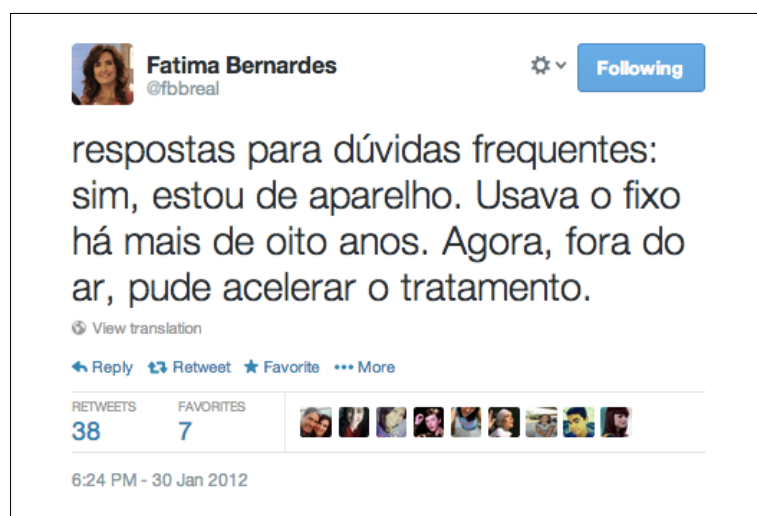 Fatima Bernardes
@fbbreal
Following
respostas para dúvidas frequentes:
sim, estou de aparelho. Usava o fixo
há mais de oito anos. Agora, fora do
ar, pude acelerar o tratamento.
View translation
Reply Retweet Favorite More
RETWEETS FAVORITES
38 7
6:24 PM - 30 Jan 2012